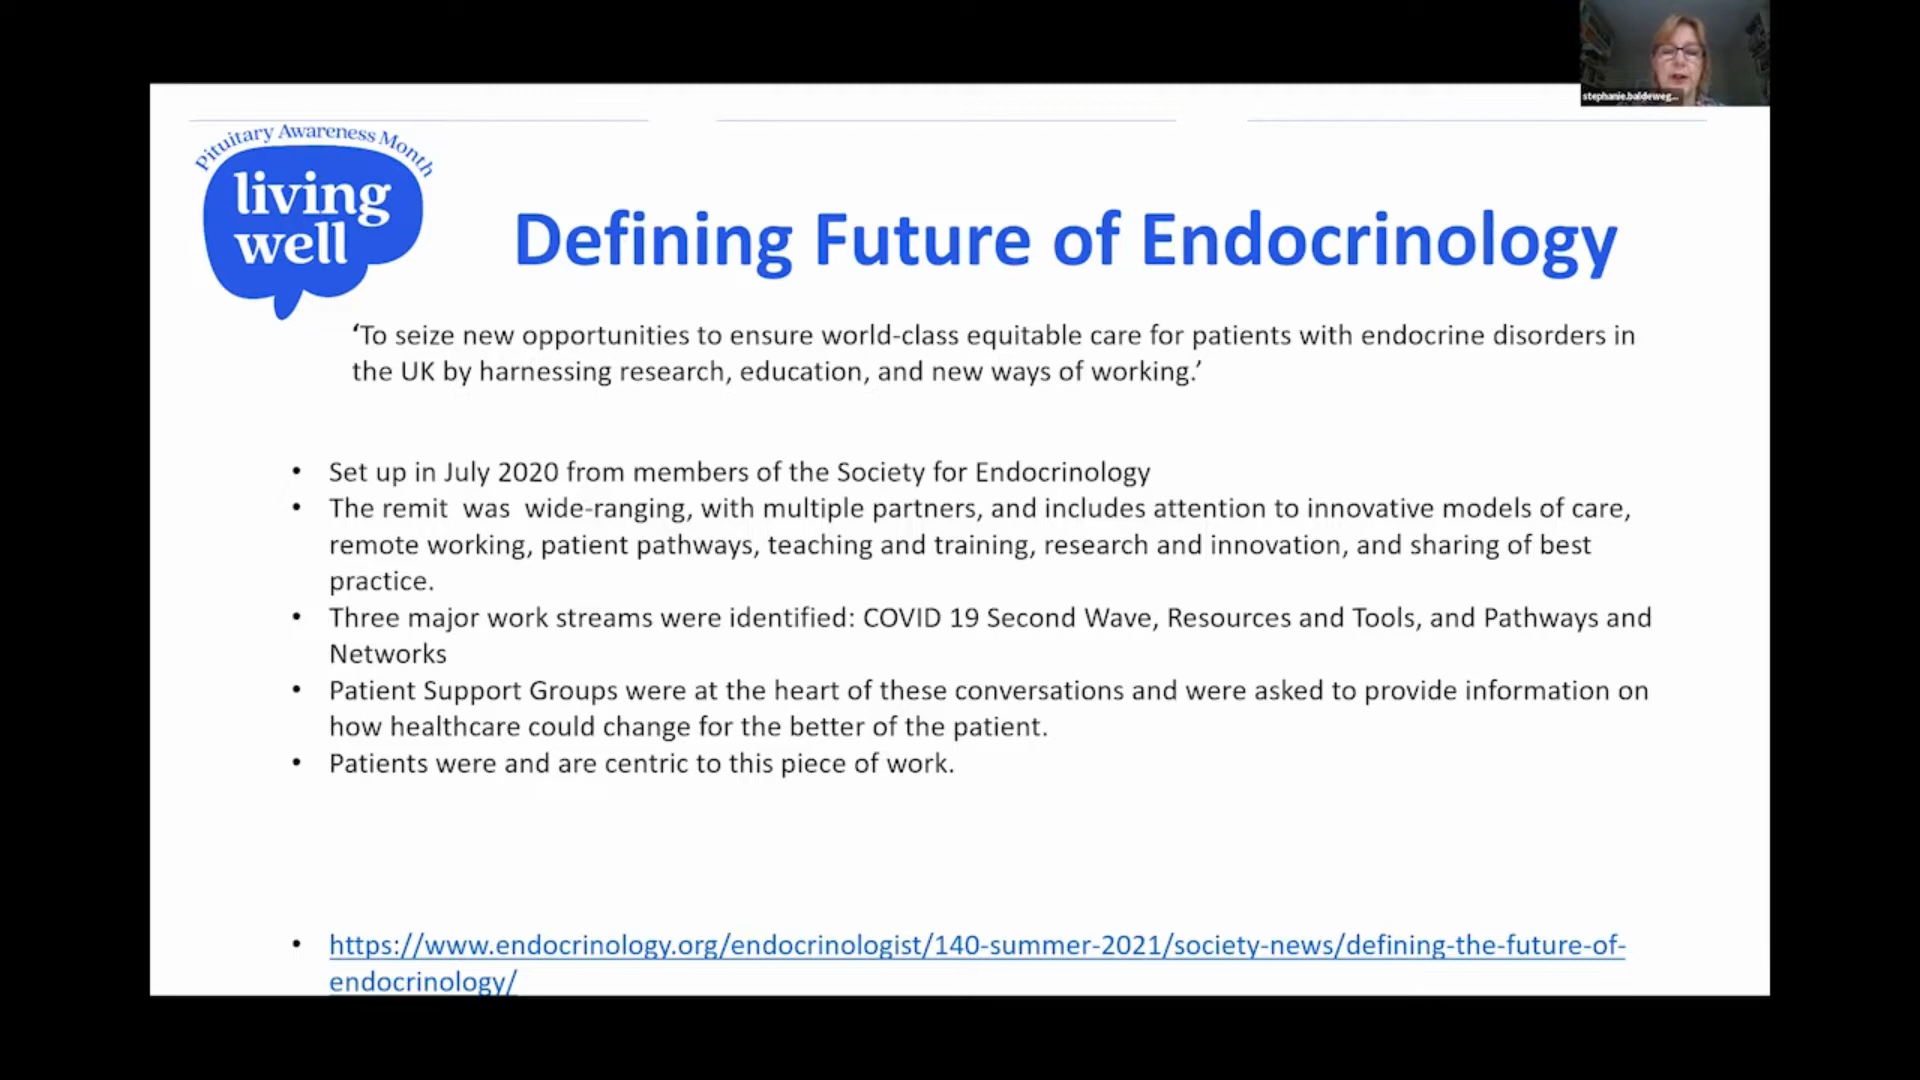 stephanie.baldeweg...
Pituitary Awareness Month
living
well
Defining Future of Endocrinology
‘To seize new opportunities to ensure world-class equitable care for patients with endocrine disorders in
the UK by harnessing research, education, and new ways of working.’
• Set up in July 2020 from members of the Society for Endocrinology
• The remit was wide-ranging, with multiple partners, and includes attention to innovative models of care,
remote working, patient pathways, teaching and training, research and innovation, and sharing of best
practice.
• Three major work streams were identified: COVID 19 Second Wave, Resources and Tools, and Pathways and
Networks
• Patient Support Groups were at the heart of these conversations and were asked to provide information on
how healthcare could change for the better of the patient.
• Patients were and are centric to this piece of work.
• https://www.endocrinology.org/endocrinologist/140-summer-2021/society-news/defining-the-future-of-
endocrinology/